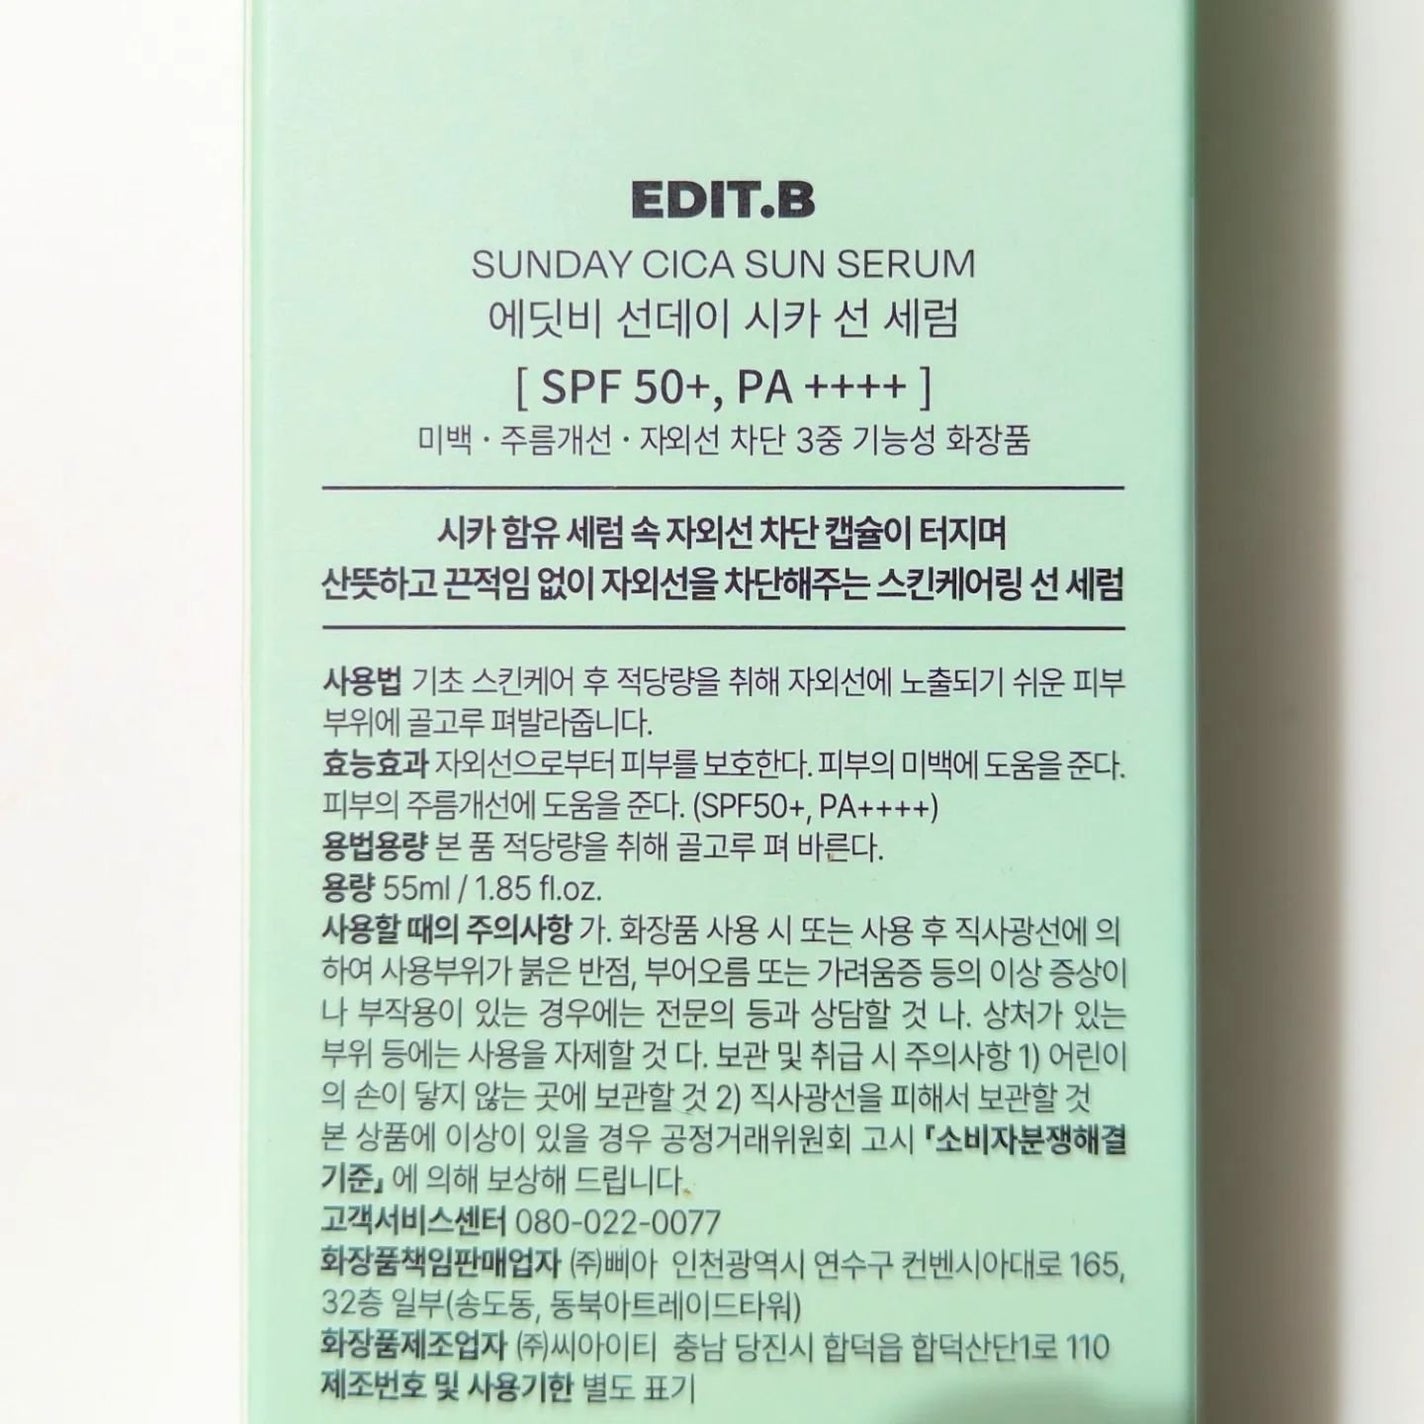 EDIT.B
SUNDAY CICA SUN SERUM
에딧비 선데이 시카 선 세럼
[ SPF 50+, PA ++++ ]
미백 · 주름개선 · 자외선 차단 3중 기능성 화장품
시카 함유 세럼 속 자외선 차단 캡슐이 터지며
산뜻하고 끈적임 없이 자외선을 차단해주는 스킨케어링 선 세럼
사용법 기초 스킨케어 후 적당량을 취해 자외선에 노출되기 쉬운 피부
부위에 골고루 펴발라줍니다.
효능효과 자외선으로부터 피부를 보호한다. 피부의 미백에 도움을 준다.
피부의 주름개선에 도움을 준다. (SPF50+, PA++++)
용법용량 본 품 적당량을 취해 골고루 펴 바른다.
용량 55ml / 1.85 fl.oz.
사용할 때의 주의사항 가. 화장품 사용 시 또는 사용 후 직사광선에 의
하여 사용부위가 붉은 반점, 부어오름 또는 가려움증 등의 이상 증상이
나 부작용이 있는 경우에는 전문의 등과 상담할 것 나. 상처가 있는
부위 등에는 사용을 자제할 것 다. 보관 및 취급 시 주의사항 1) 어린이
의 손이 닿지 않는 곳에 보관할 것 2) 직사광선을 피해서 보관할 것
본 상품에 이상이 있을 경우 공정거래위원회 고시 『소비자분쟁해결
기준』에 의해 보상해 드립니다.
고객서비스센터 080-022-0077
화장품책임판매업자 (주)삐아 인천광역시 연수구 컨벤시아대로 165,
32층 일부(송도동, 동북아트레이드타워)
화장품제조업자 (주)씨아이티 충남 당진시 합덕읍 합덕산단1로 110
제조번호 및 사용기한 별도 표기